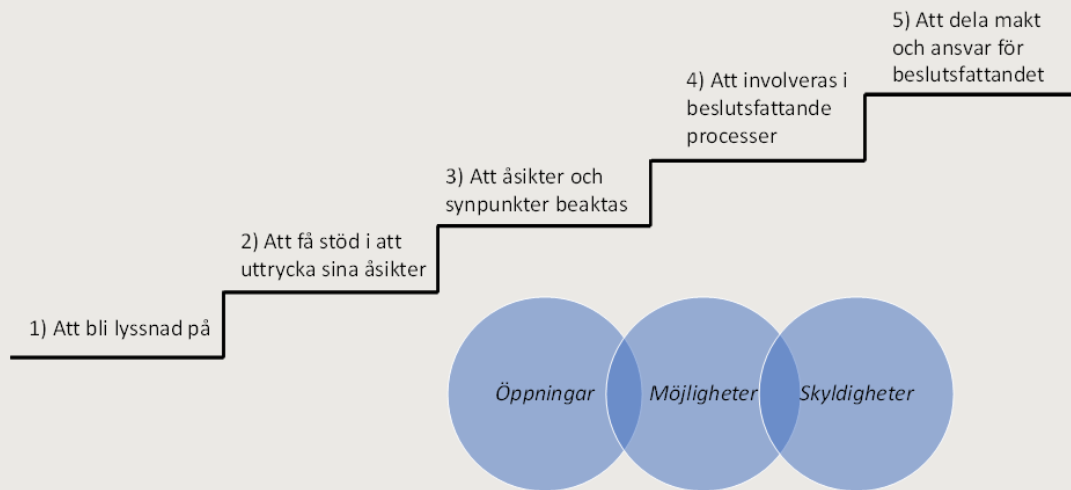 1) Att bli lyssnad på
2) Att få stöd i att
uttrycka sina åsikter
3) Att åsikter och
synpunkter beaktas
4) Att involveras i
beslutsfattande
processer
5) Att dela makt
och ansvar för
beslutsfattandet
Öppningar
Möjligheter
Skyldigheter